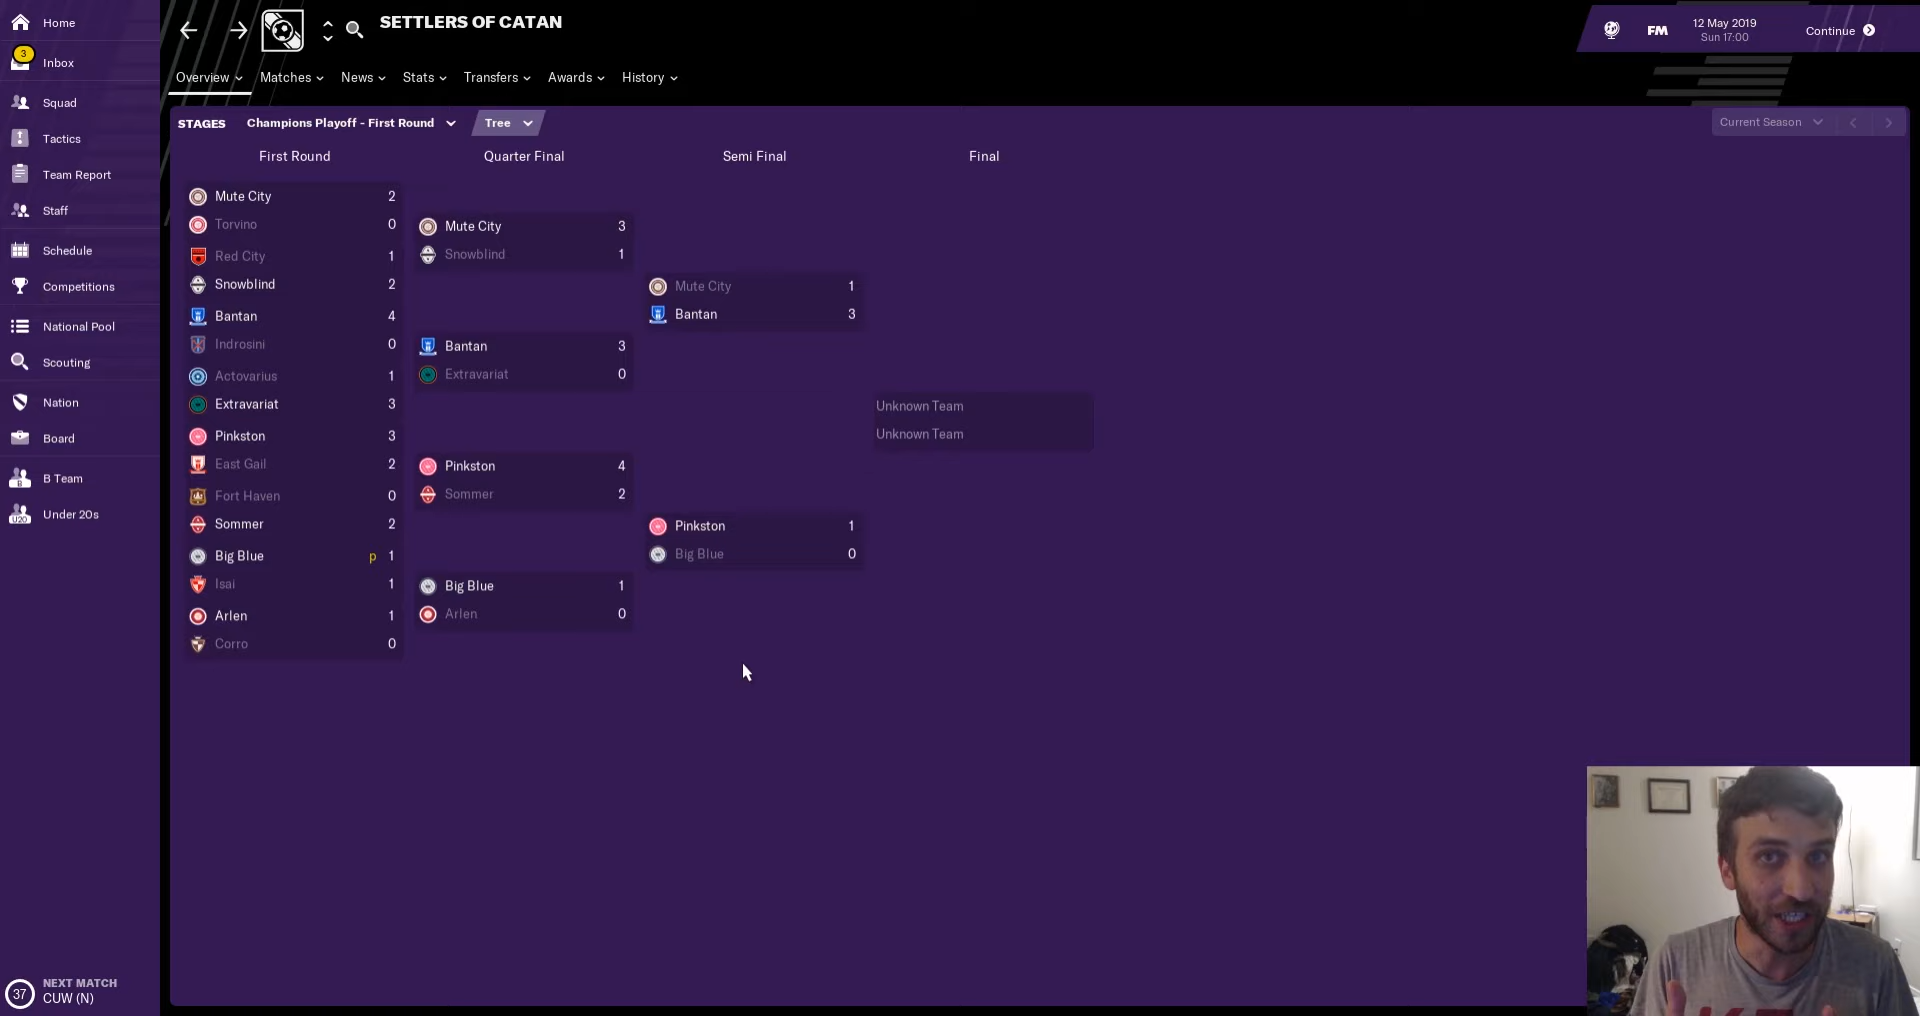 Home
3
Inbox
Squad
Tactics
Team Report
Staff
Schedule
Competitions
National Pool
Scouting
Nation
Board
B
B Team
U20
Under 20s
37
NEXT MATCH
CUW (N)
SETTLERS OF CATAN
FM
12 May 2019
Sun 17:00
Continue
Overview
Matches
News
Stats
Transfers
Awards
History
STAGES
Champions Playoff - First Round
Tree
Current Season
First Round
Quarter Final
Semi Final
Final
Mute City 2
Torvino 0
Red City 1
Snowblind 2
Bantan 4
Indrosini 0
Actovarius 1
Extravariat 3
Pinkston 3
East Gail 2
Fort Haven 0
Sommer 2
Big Blue p 1
Isai 1
Arlen 1
Corro 0
Mute City 3
Snowblind 1
Bantan 3
Extravariat 0
Pinkston 4
Sommer 2
Big Blue 1
Arlen 0
Mute City 1
Bantan 3
Pinkston 1
Big Blue 0
Unknown Team
Unknown Team